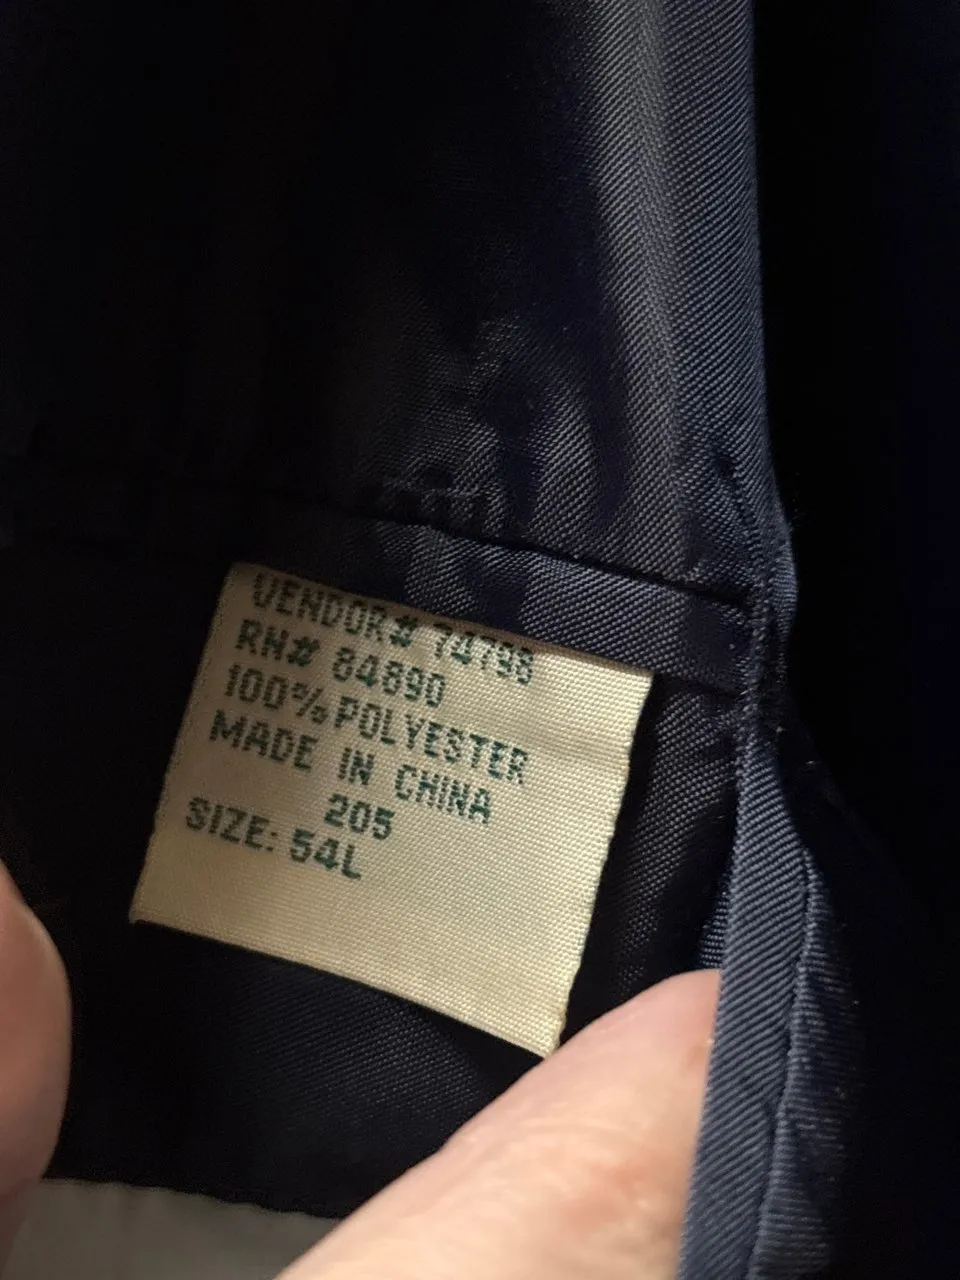 VENDOR# 74798
RN# 84890
100% POLYESTER
MADE IN CHINA
205
SIZE: 54L